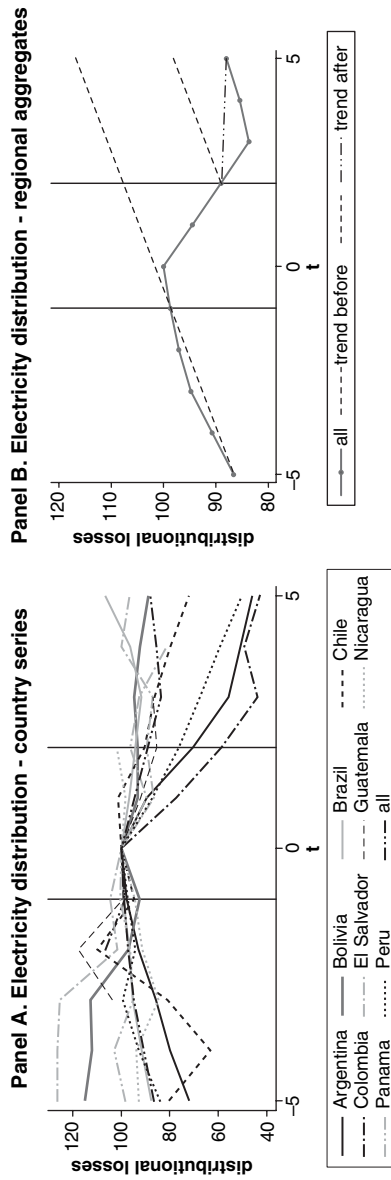 Panel A. Electricity distribution - country series
distributional losses
120
100
80
60
40
−5
0
5
t
Argentina
Bolivia
Brazil
Chile
Colombia
El Salvador
Guatemala
Nicaragua
Panama
Peru
all
Panel B. Electricity distribution - regional aggregates
distributional losses
120
110
100
90
80
−5
0
5
t
all
trend before
trend after